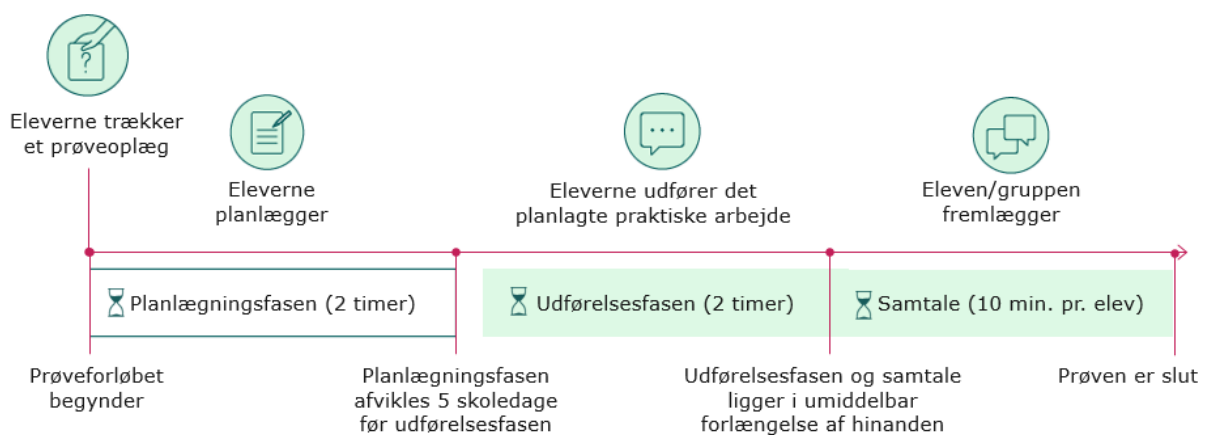 ?
Eleverne trækker
et prøveoplæg
Eleverne
planlægger
Eleverne udfører det
planlagte praktiske arbejde
Eleven/gruppen
fremlægger
Planlægningsfasen (2 timer)
Udførelsesfasen (2 timer)
Samtale (10 min. pr. elev)
Prøveforløbet
begynder
Planlægningsfasen
afvikles 5 skoledage
før udførelsesfasen
Udførelsesfasen og samtale
ligger i umiddelbar
forlængelse af hinanden
Prøven er slut